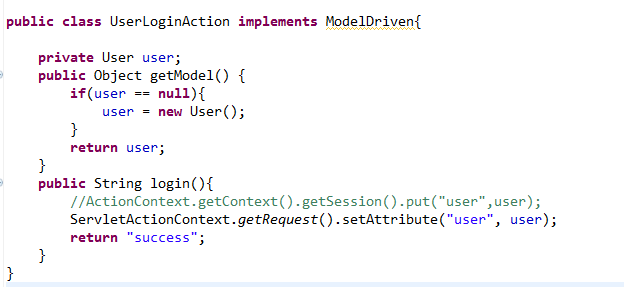 public class UserLoginAction implements ModelDriven{
private User user;
public Object getModel() {
if(user == null){
user = new User();
}
return user;
}
public String login(){
//ActionContext.getContext().getSession().put("user",user);
ServletActionContext.getRequest().setAttribute("user", user);
return "success";
}
}